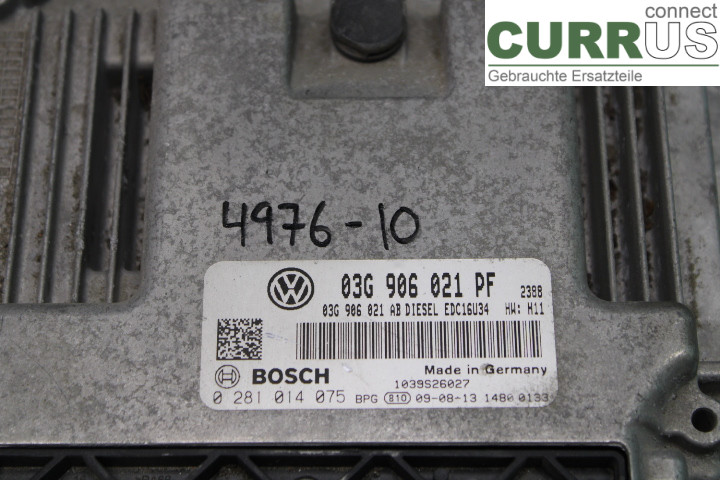 connect
CURRUS
Gebrauchte Ersatzteile
4976-10
03G 906 021 PF 2388
03G 906 021 AB DIESEL EDC16U34 HW: H11
BOSCH Made in Germany
1039S26027
0 281 014 075 BPG 810 09-08-13 1480 0133